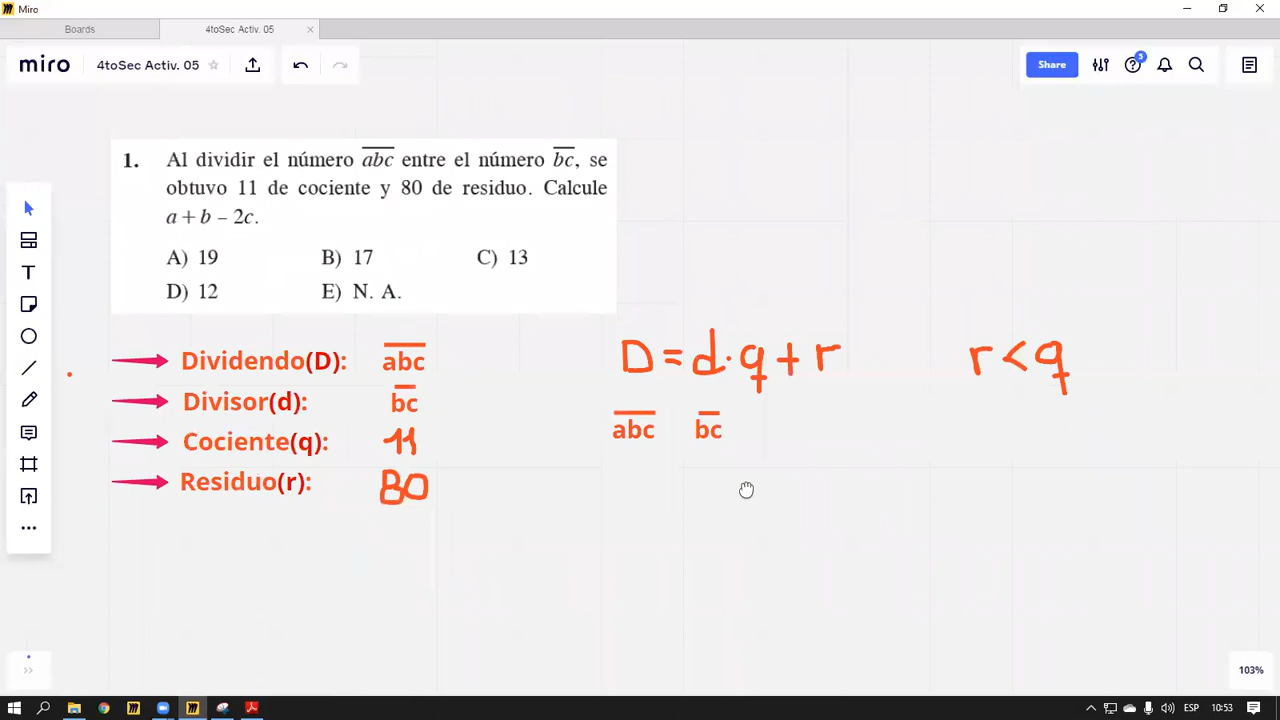 Miro
Boards
4toSec Activ. 05
miro
4toSec Activ. 05
Share
5
1. Al dividir el número abc entre el número bc, se
obtuvo 11 de cociente y 80 de residuo. Calcule
a + b – 2c.
A) 19 B) 17 C) 13
D) 12 E) N. A.
Dividendo(D): abc
Divisor(d): bc
Cociente(q): 11
Residuo(r): 80
D = d·q + r r < q
abc bc
103%
ESP 10:53